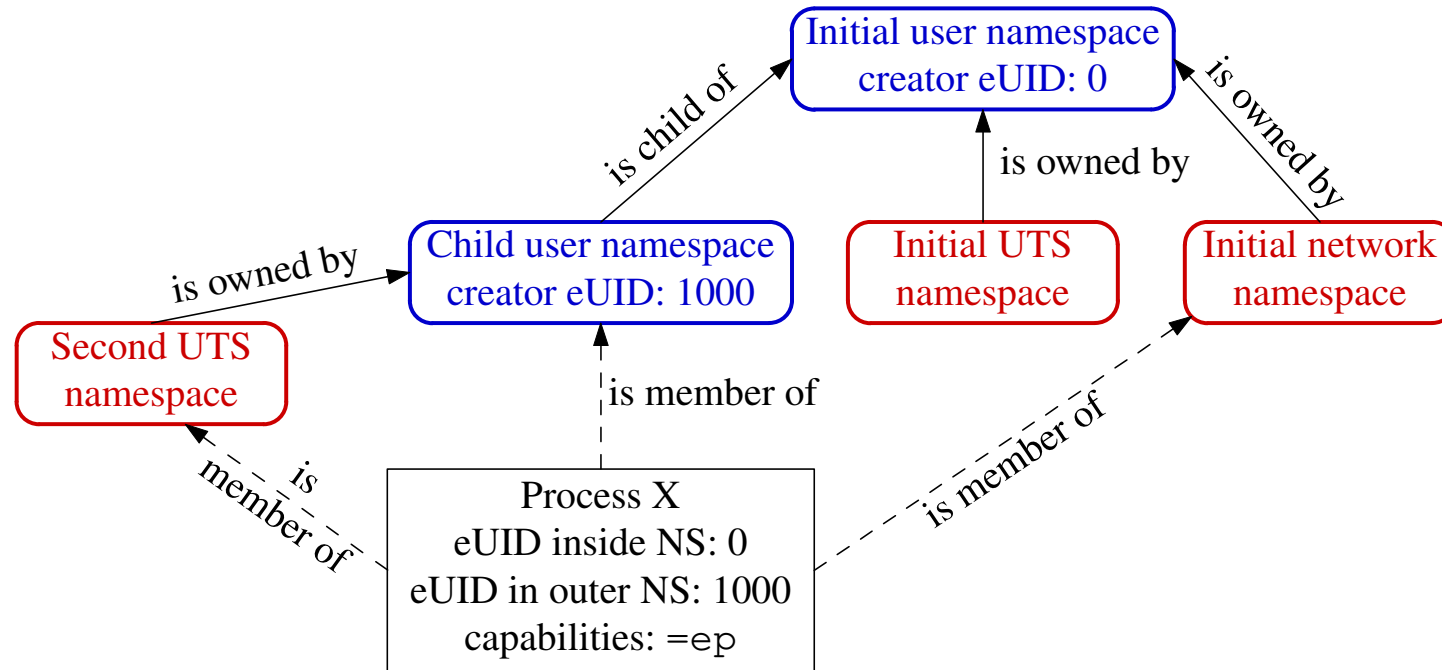 Initial user namespace
creator eUID: 0
is child of
is owned by
is owned by
Child user namespace
creator eUID: 1000
Initial UTS
namespace
Initial network
namespace
is owned by
Second UTS
namespace
is member of
is
member of
is member of
Process X
eUID inside NS: 0
eUID in outer NS: 1000
capabilities: =ep